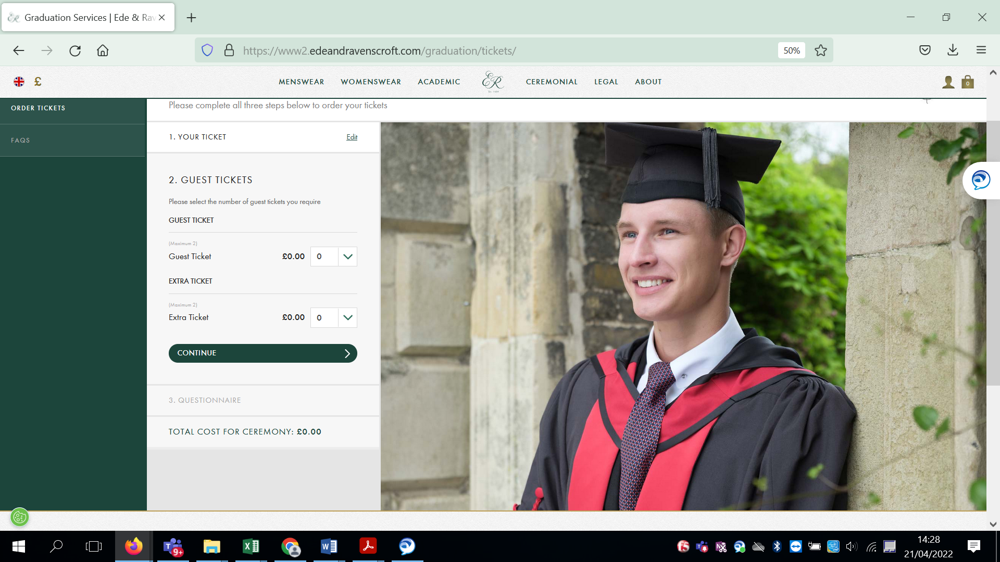 Graduation Services | Ede & Rav
https://www2.edeandravenscroft.com/graduation/tickets/
50%
£
MENSWEAR
WOMENSWEAR
ACADEMIC
ER
CEREMONIAL
LEGAL
ABOUT
0
ORDER TICKETS
FAQS
Please complete all three steps below to order your tickets
1. YOUR TICKET
Edit
2. GUEST TICKETS
Please select the number of guest tickets you require
GUEST TICKET
(Maximum 2)
Guest Ticket £0.00 0
EXTRA TICKET
(Maximum 2)
Extra Ticket £0.00 0
CONTINUE
3. QUESTIONNAIRE
TOTAL COST FOR CEREMONY: £0.00
9+
14:28
21/04/2022